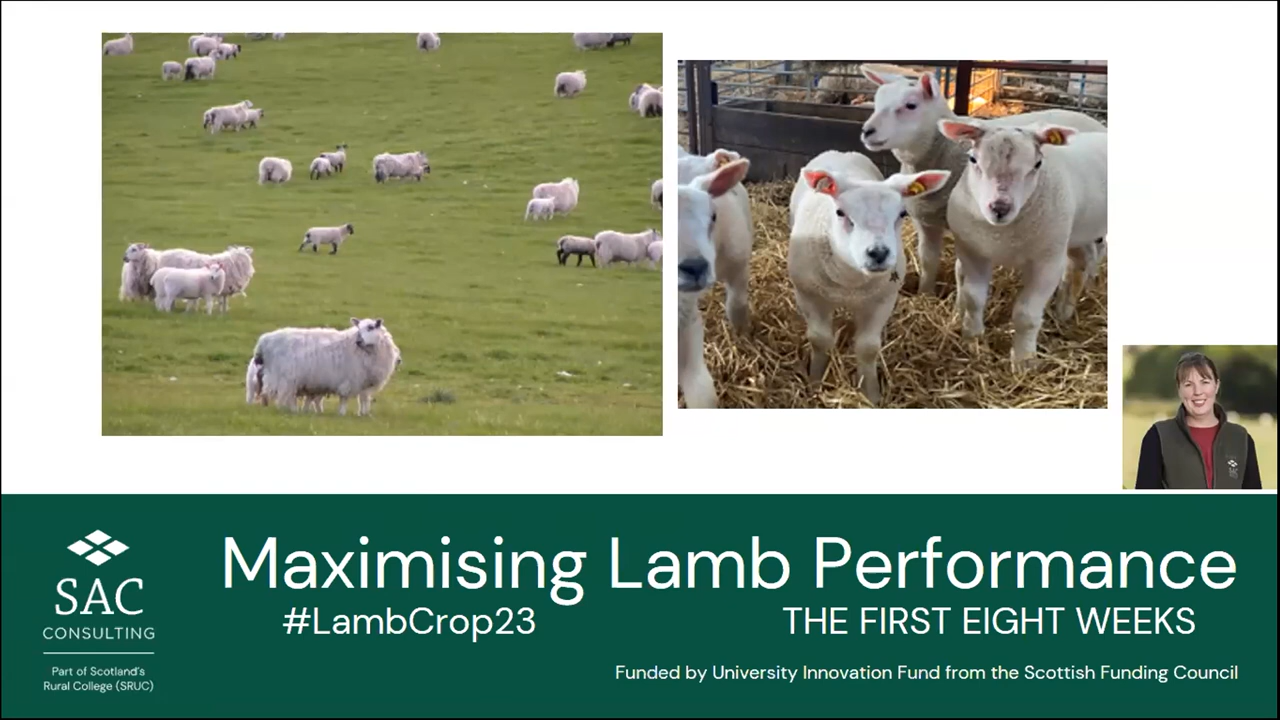 Maximising Lamb Performance
#LambCrop23
THE FIRST EIGHT WEEKS
Funded by University Innovation Fund from the Scottish Funding Council
SAC
CONSULTING
Part of Scotland's
Rural College (SRUC)